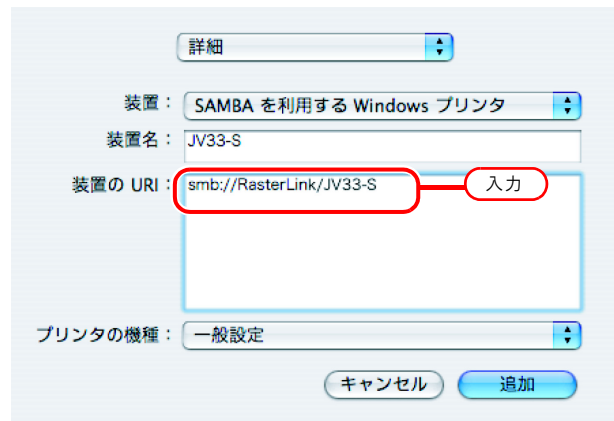 詳細
装置： SAMBA を利用する Windows プリンタ
装置名： JV33-S
装置の URI： smb://RasterLink/JV33-S 入力
プリンタの機種： 一般設定
キャンセル 追加